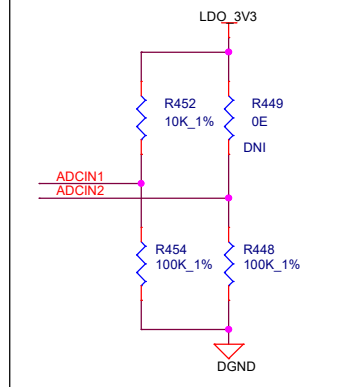 LDO_3V3
R452
R449
10K_1%
0E
DNI
ADCIN1
ADCIN2
R454
R448
100K_1%
100K_1%
DGND